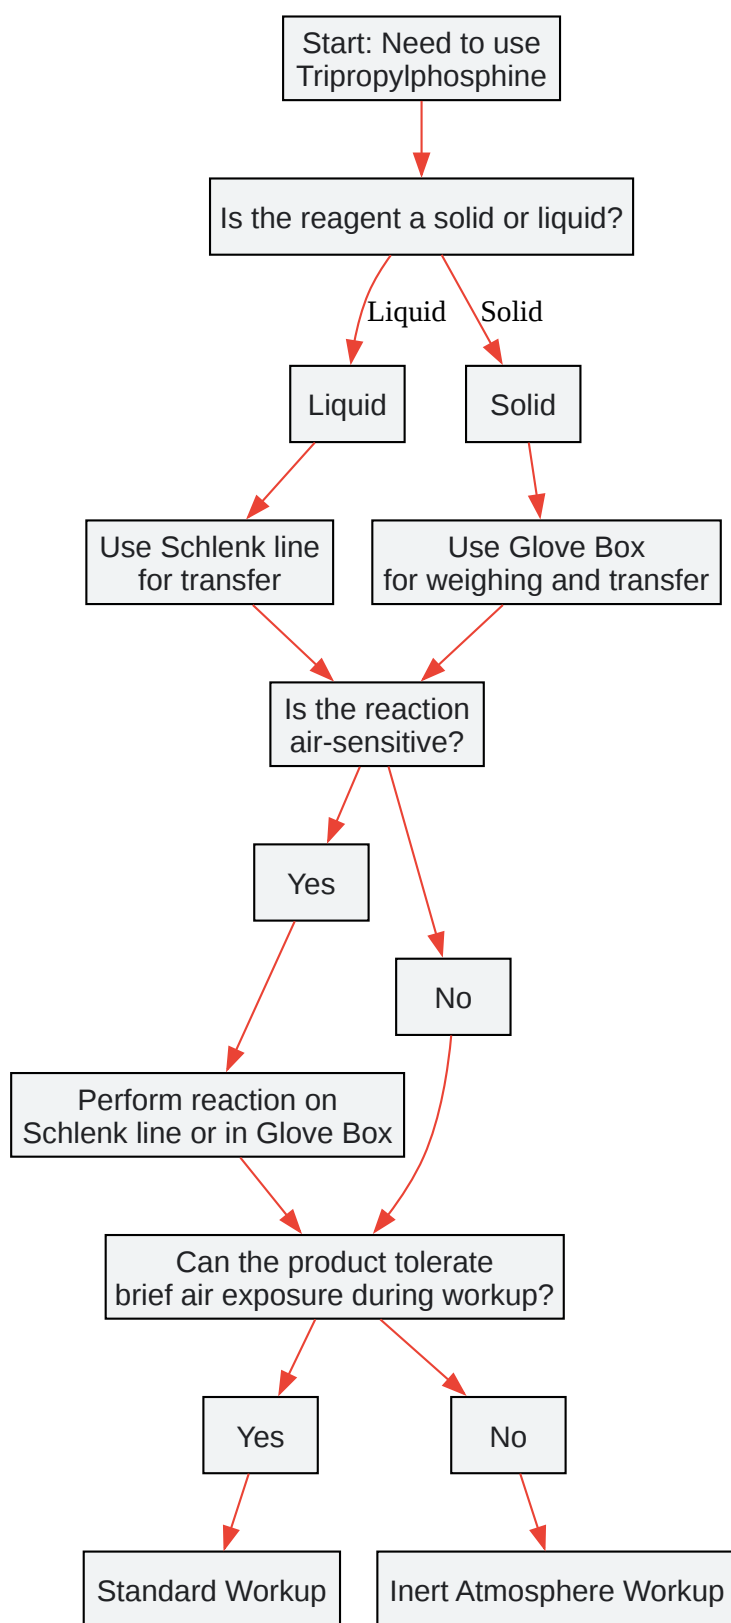 Start: Need to use
Tripropylphosphine
Is the reagent a solid or liquid?
Liquid
Solid
Liquid
Solid
Use Schlenk line
for transfer
Use Glove Box
for weighing and transfer
Is the reaction
air-sensitive?
Yes
No
Perform reaction on
Schlenk line or in Glove Box
Can the product tolerate
brief air exposure during workup?
Yes
No
Standard Workup
Inert Atmosphere Workup